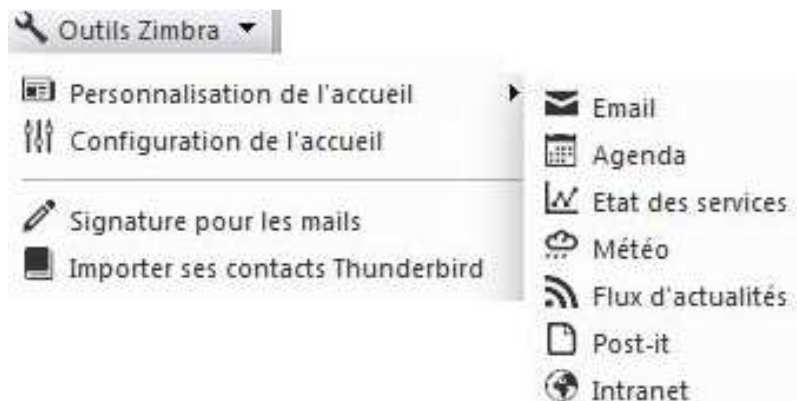 Outils Zimbra
Personnalisation de l'accueil
Configuration de l'accueil
Signature pour les mails
Importer ses contacts Thunderbird
Email
Agenda
Etat des services
Météo
Flux d'actualités
Post-it
Intranet